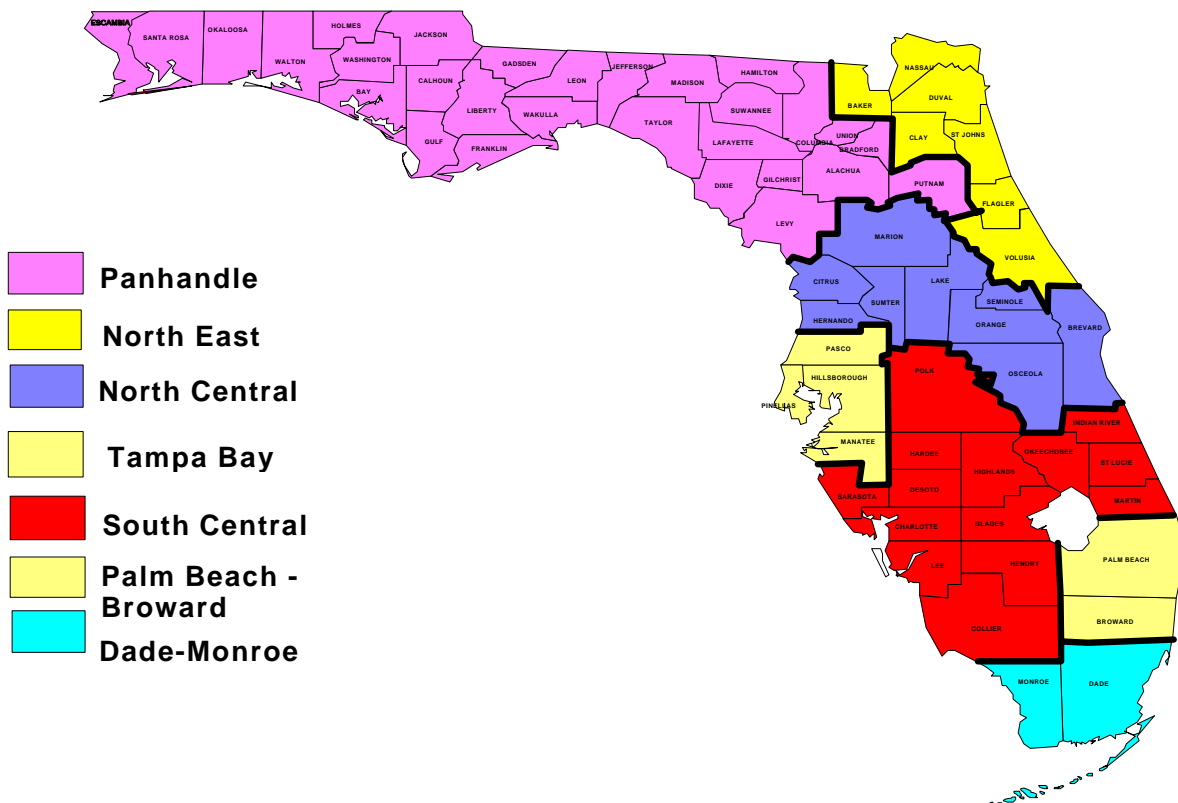 ESCAMBIA
SANTA ROSA
OKALOOSA
WALTON
HOLMES
WASHINGTON
BAY
JACKSON
CALHOUN
GULF
LIBERTY
GADSDEN
FRANKLIN
WAKULLA
LEON
JEFFERSON
MADISON
TAYLOR
HAMILTON
SUWANNEE
LAFAYETTE
DIXIE
GILCHRIST
COLUMBIA
UNION
BRADFORD
ALACHUA
LEVY
PUTNAM
BAKER
NASSAU
DUVAL
CLAY
ST JOHNS
FLAGLER
VOLUSIA
MARION
CITRUS
SUMTER
LAKE
HERNANDO
SEMINOLE
ORANGE
BREVARD
OSCEOLA
PASCO
HILLSBOROUGH
PINELLAS
MANATEE
POLK
INDIAN RIVER
HARDEE
HIGHLANDS
OKEECHOBEE
ST LUCIE
MARTIN
SARASOTA
DESOTO
CHARLOTTE
GLADES
LEE
HENDRY
COLLIER
PALM BEACH
BROWARD
MONROE
DADE
Panhandle
North East
North Central
Tampa Bay
South Central
Palm Beach -
Broward
Dade-Monroe